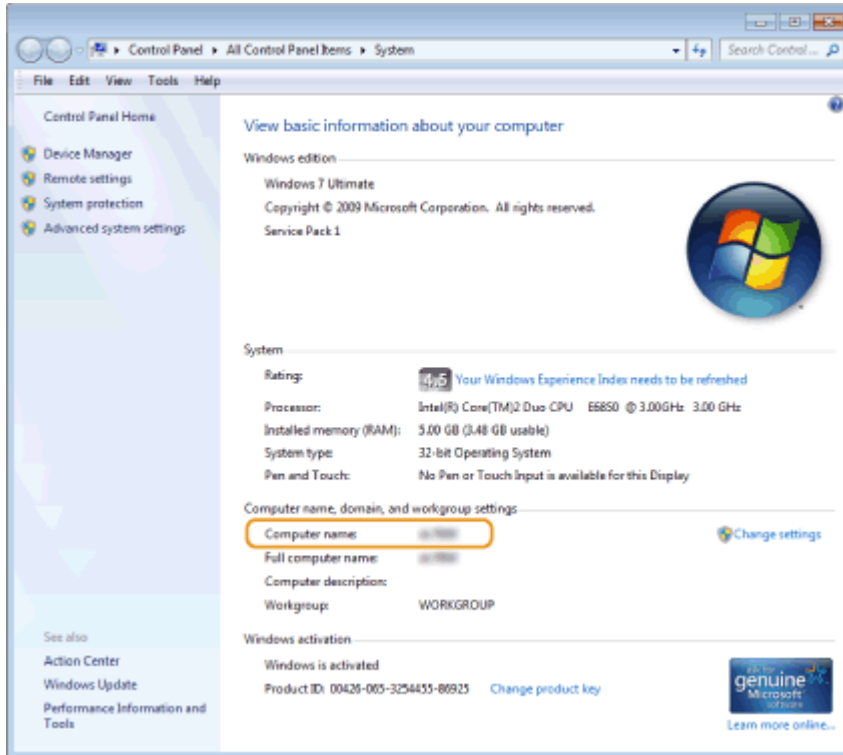 Control Panel ▸ All Control Panel Items ▸ System
Search Control ...
File Edit View Tools Help
Control Panel Home
Device Manager
Remote settings
System protection
Advanced system settings
See also
Action Center
Windows Update
Performance Information and
Tools
View basic information about your computer
Windows edition
Windows 7 Ultimate
Copyright © 2009 Microsoft Corporation. All rights reserved.
Service Pack 1
System
Rating: 4,5 Your Windows Experience Index needs to be refreshed
Processor: Intel(R) Core(TM)2 Duo CPU E6850 @ 3.00GHz 3.00 GHz
Installed memory (RAM): 5.00 GB (3.48 GB usable)
System type: 32-bit Operating System
Pen and Touch: No Pen or Touch Input is available for this Display
Computer name, domain, and workgroup settings
Computer name:
Change settings
Full computer name:
Computer description:
Workgroup: WORKGROUP
Windows activation
Windows is activated
Product ID: 00426-065-3254455-86925 Change product key
ask for
genuine
Microsoft
software
Learn more online...